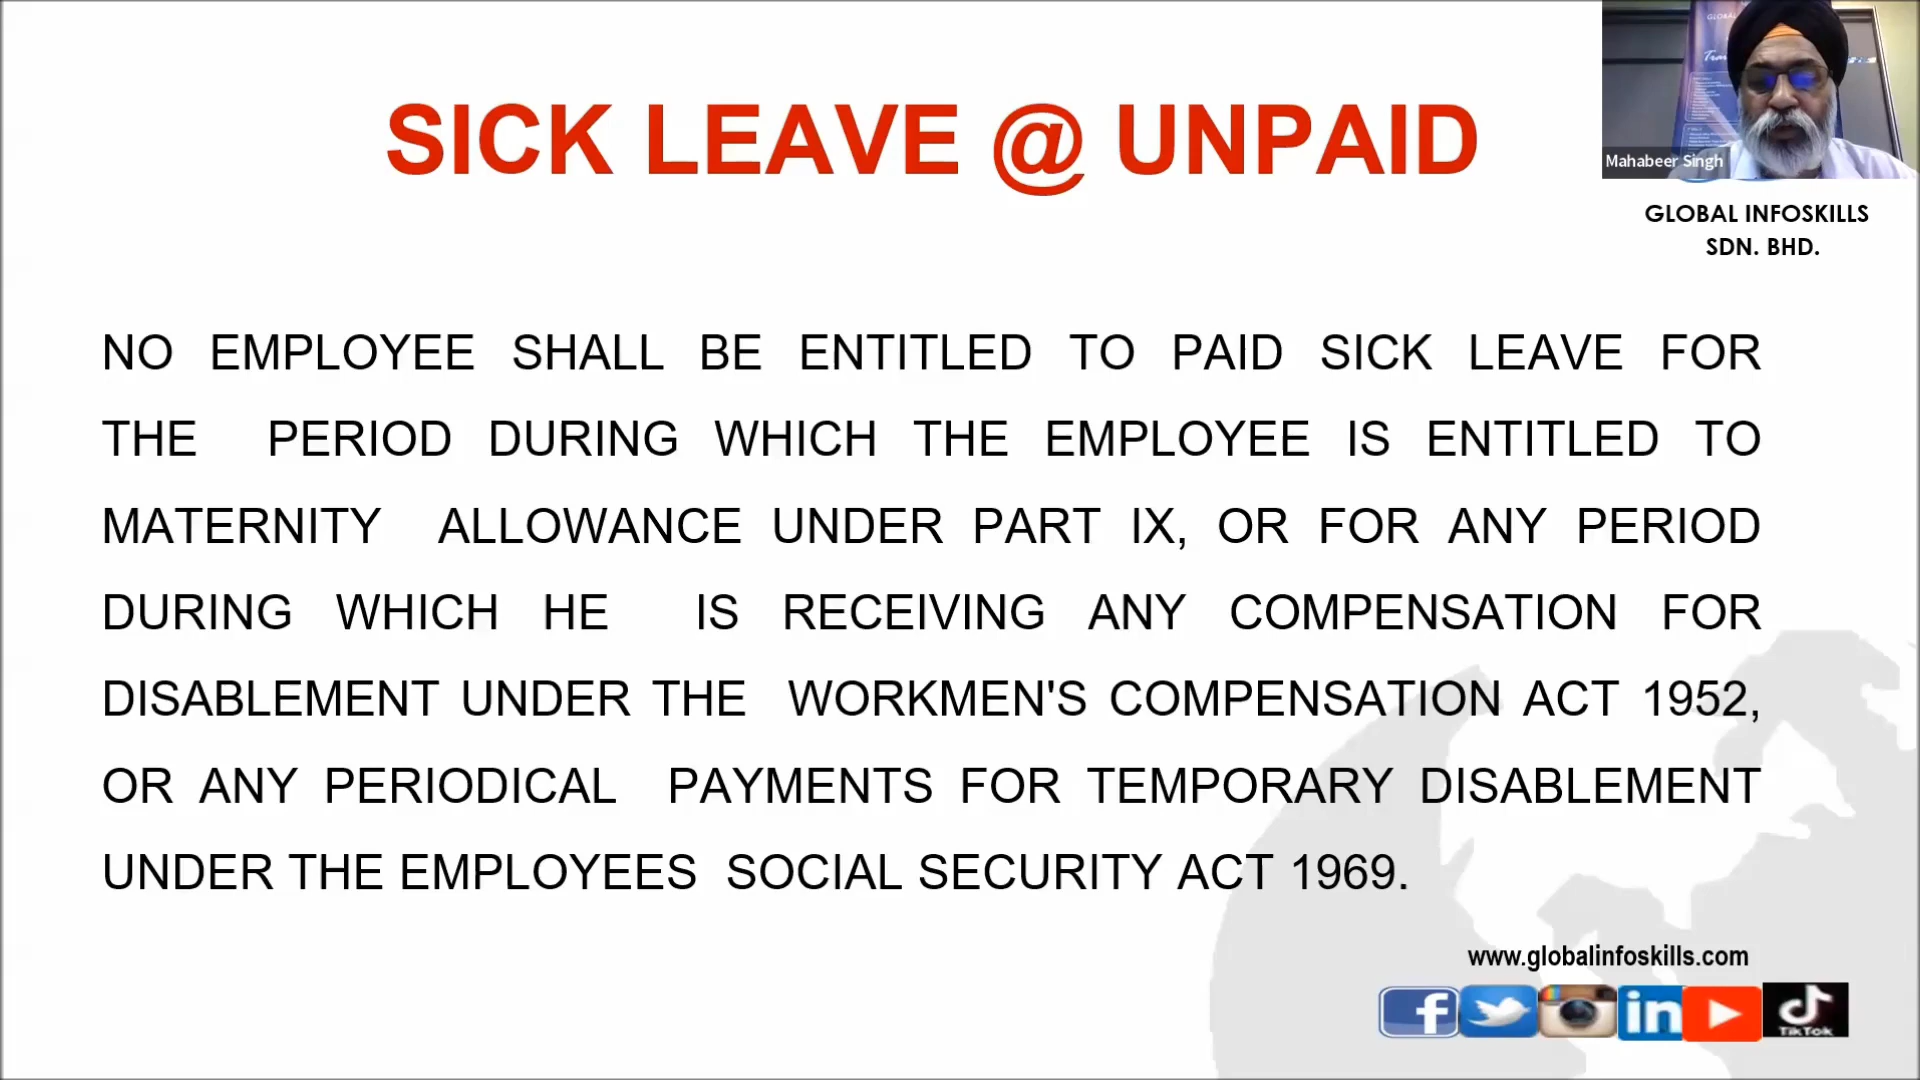 SICK LEAVE @ UNPAID
Mahabeer Singh
GLOBAL INFOSKILLS
SDN. BHD.
NO EMPLOYEE SHALL BE ENTITLED TO PAID SICK LEAVE FOR
THE PERIOD DURING WHICH THE EMPLOYEE IS ENTITLED TO
MATERNITY ALLOWANCE UNDER PART IX, OR FOR ANY PERIOD
DURING WHICH HE IS RECEIVING ANY COMPENSATION FOR
DISABLEMENT UNDER THE WORKMEN'S COMPENSATION ACT 1952,
OR ANY PERIODICAL PAYMENTS FOR TEMPORARY DISABLEMENT
UNDER THE EMPLOYEES SOCIAL SECURITY ACT 1969.
www.globalinfoskills.com
f
in
TikTok